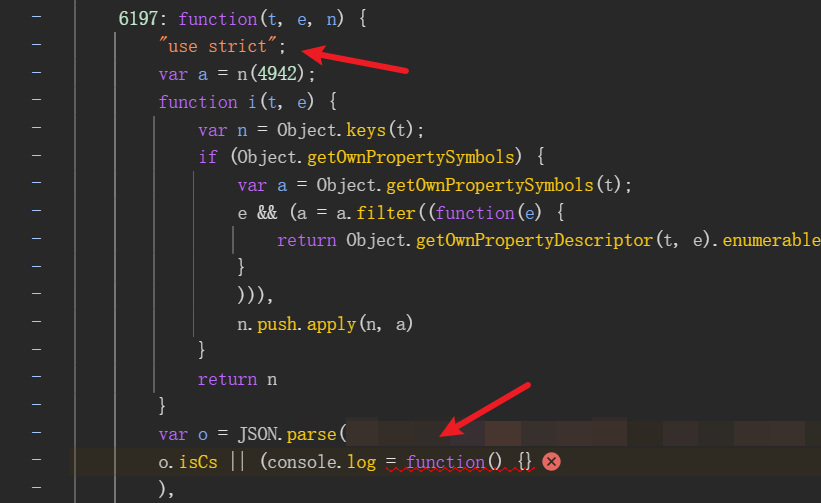 6197: function(t, e, n) {
"use strict";
var a = n(4942);
function i(t, e) {
var n = Object.keys(t);
if (Object.getOwnPropertySymbols) {
var a = Object.getOwnPropertySymbols(t);
e && (a = a.filter((function(e) {
return Object.getOwnPropertyDescriptor(t, e).enumerable
}
))),
n.push.apply(n, a)
}
return n
}
var o = JSON.parse(
o.isCs || (console.log = function() {}
),